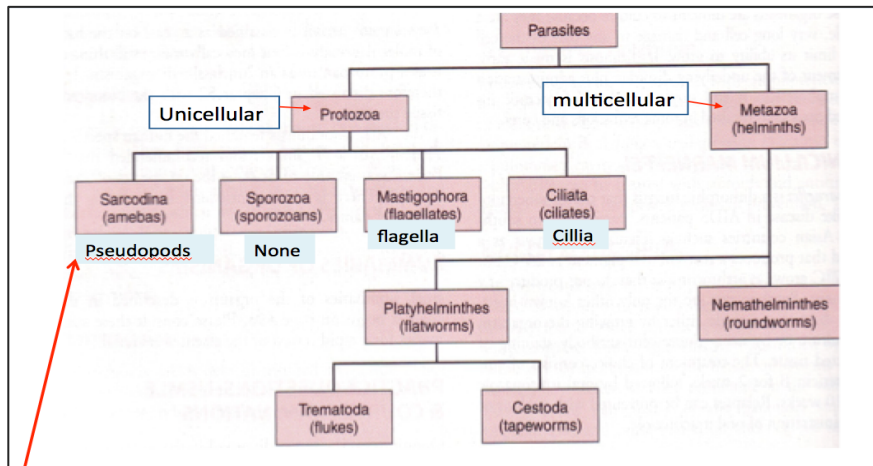 Parasites
Unicellular
Protozoa
multicellular
Metazoa
(helminths)
Sarcodina
(amebas)
Sporozoa
(sporozoans)
Mastigophora
(flagellates)
Ciliata
(ciliates)
Pseudopods
None
flagella
Cillia
Platyhelminthes
(flatworms)
Nemathelminthes
(roundworms)
Trematoda
(flukes)
Cestoda
(tapeworms)